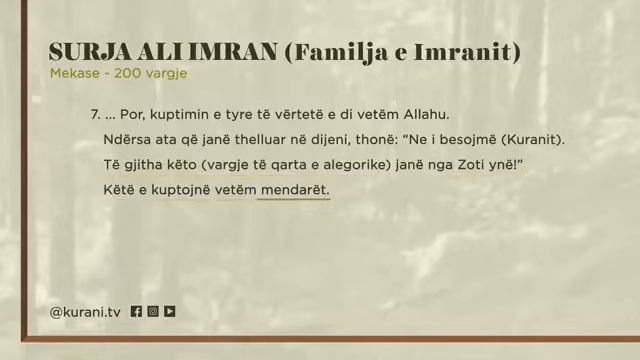 SURJA ALI IMRAN (Familja e Imranit)
Mekase - 200 vargje
7. ... Por, kuptimin e tyre të vërtetë e di vetëm Allahu.
Ndërsa ata që janë thelluar në dijeni, thonë: “Ne i besojmë (Kuranit).
Të gjitha këto (vargje të qarta e alegorike) janë nga Zoti ynë!”
Këtë e kuptojnë vetëm mendarët.
@kurani.tv